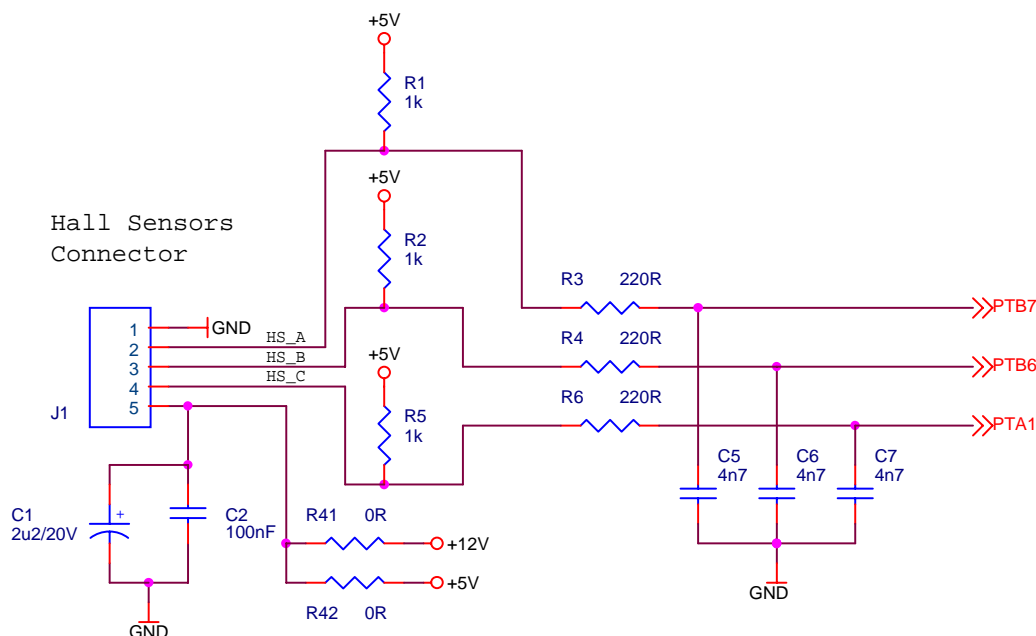 +5V
R1
1k
+5V
Hall Sensors
Connector
R2
1k
R3 220R
PTB7
1 GND
2 HS_A
3 HS_B
4 HS_C
5
J1
+5V
R4 220R
PTB6
R5
1k
R6 220R
PTA1
C5
4n7
C6
4n7
C7
4n7
C1
2u2/20V
+
C2
100nF
R41 0R
+12V
+5V
R42 0R
GND
GND